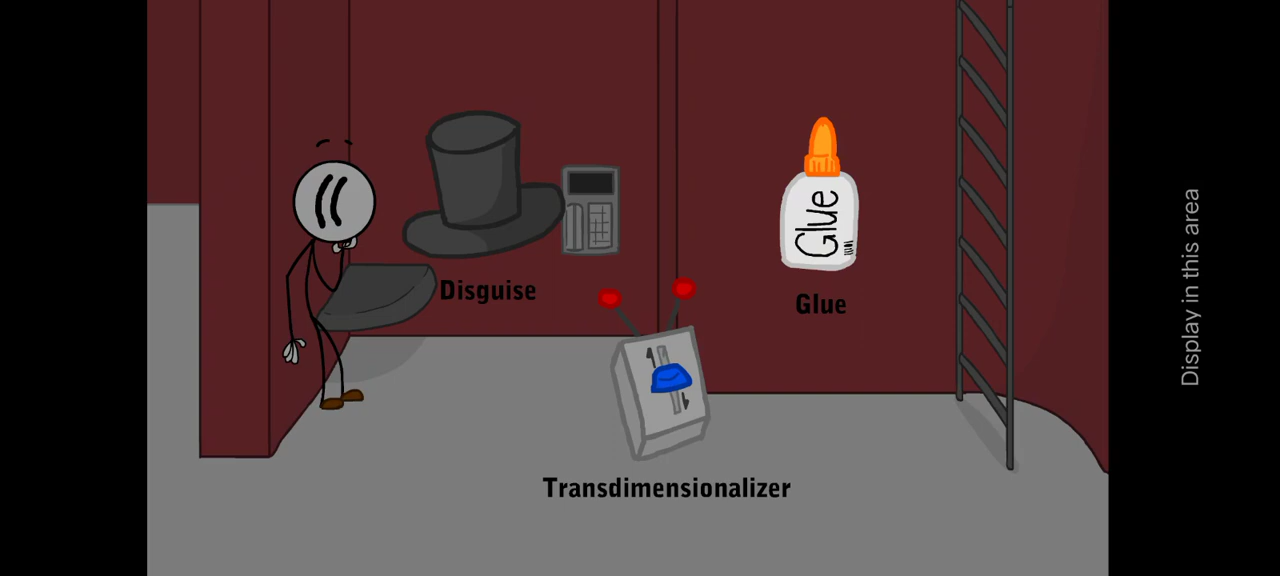 Disguise
Glue
Glue
Transdimensionalizer
Display in this area